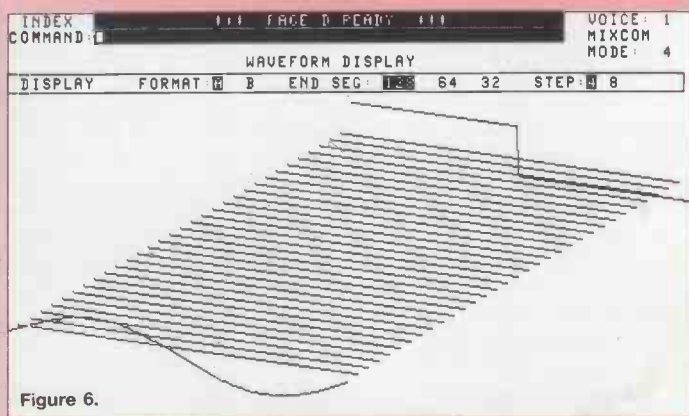 INDEX
*** PAGE D READY ***
VOICE: 1
COMMAND:
MIXCOM
MODE: 4
WAVEFORM DISPLAY
DISPLAY FORMAT: M B END SEG: 128 64 32 STEP: 4 8
Figure 6.